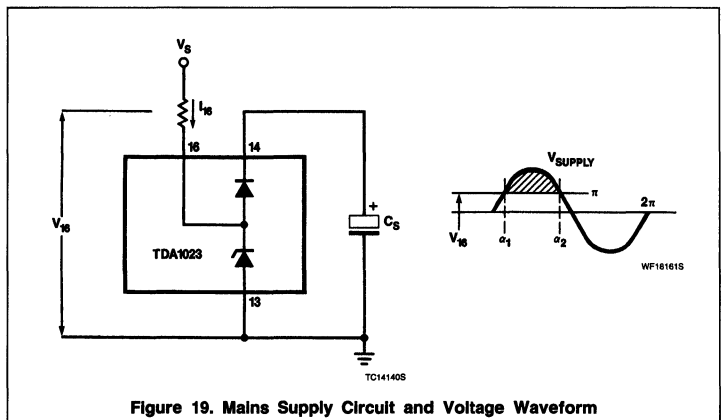 VS
I16
16
14
V16
TDA1023
+
CS
13
TC14140S
VSUPPLY
π
2π
V16
α1
α2
WF18161S
Figure 19. Mains Supply Circuit and Voltage Waveform